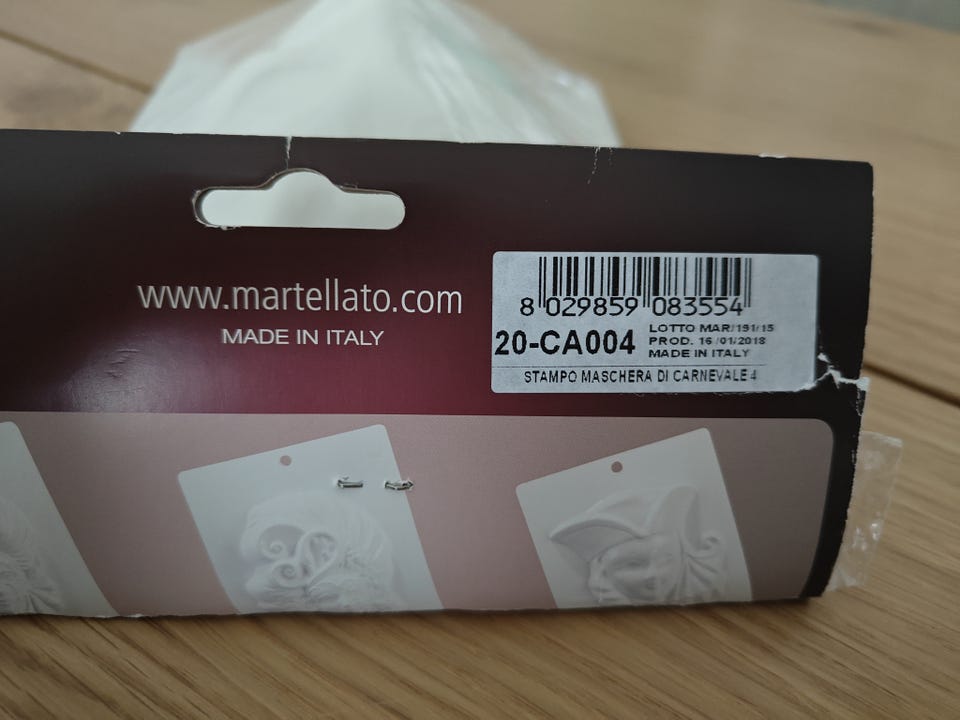 www.martellato.com
MADE IN ITALY
8 029859 083554
20-CA004
LOTTO MAR/191/15
PROD. 16/01/2018
MADE IN ITALY
STAMPO MASCHERA DI CARNEVALE 4